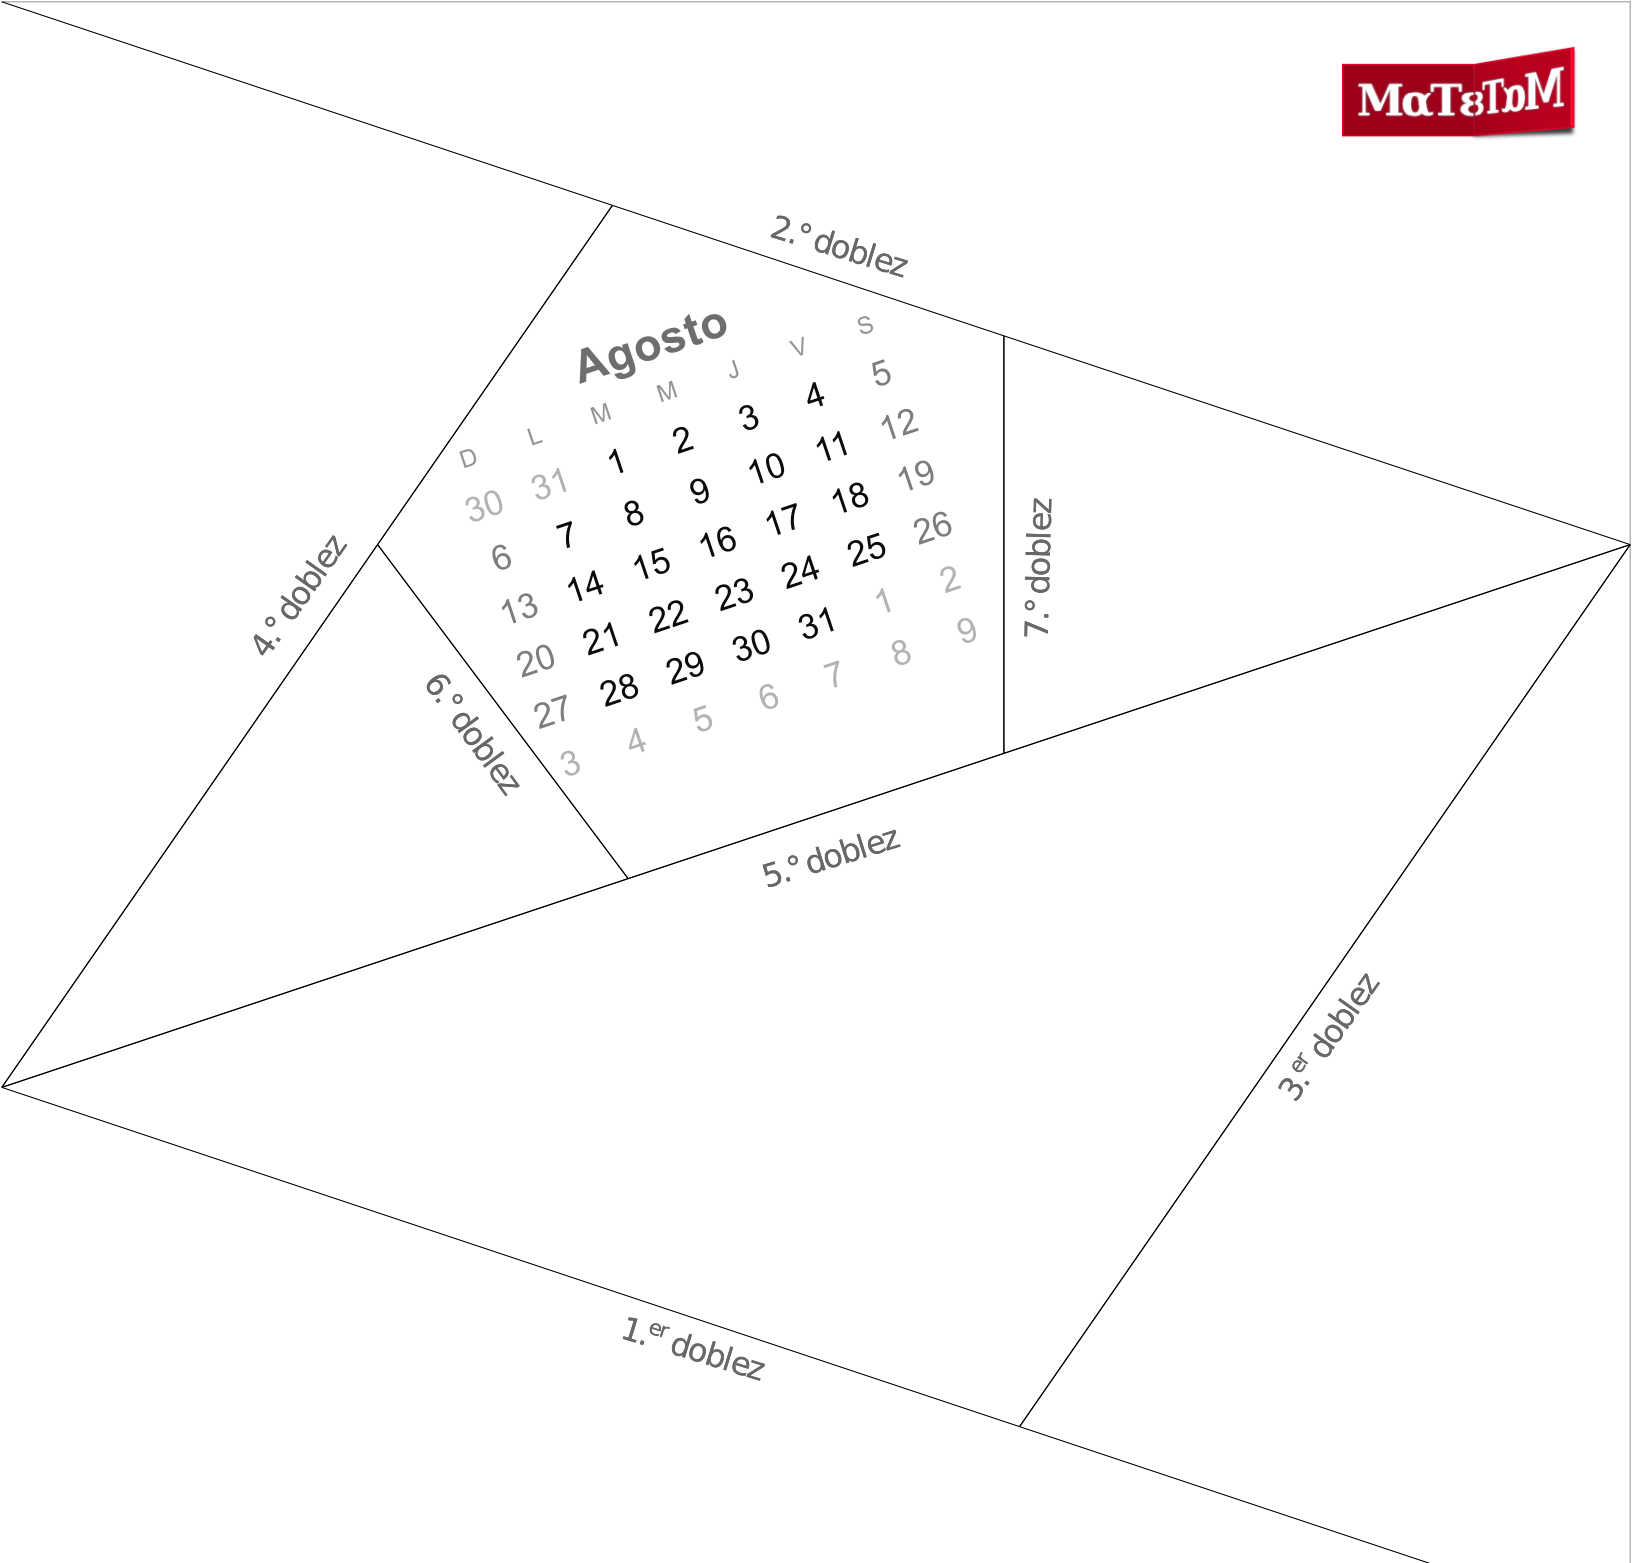 MαTεTαM
2.º doblez
Agosto
D L M M J V S
30 31 1 2 3 4 5
6 7 8 9 10 11 12
13 14 15 16 17 18 19
20 21 22 23 24 25 26
27 28 29 30 31 1 2
3 4 5 6 7 8 9
4.º doblez
7.º doblez
6.º doblez
5.º doblez
3.er doblez
1.er doblez